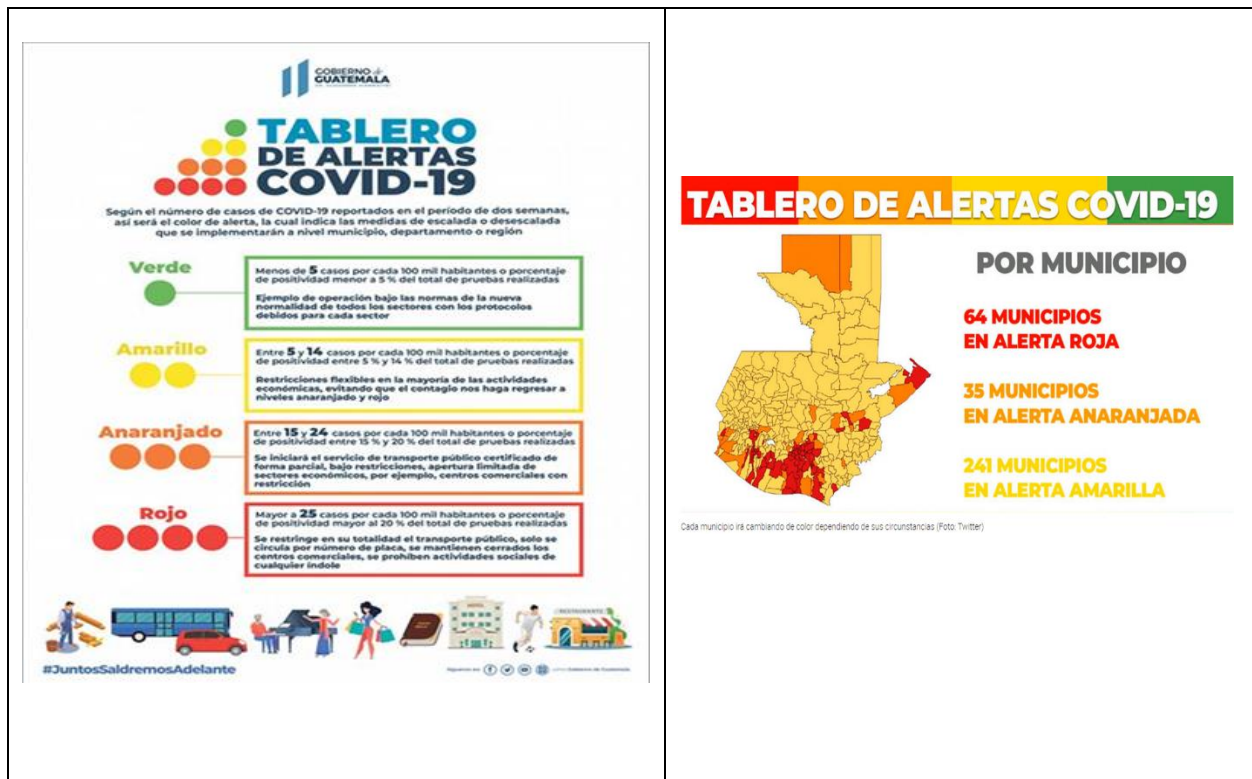 GOBIERNO de
GUATEMALA
TABLERO
DE ALERTAS
COVID-19
Según el número de casos de COVID-19 reportados en el período de dos semanas,
así será el color de alerta, la cual indica las medidas de escalada o desescalada
que se implementarán a nivel municipio, departamento o región
Verde
Menos de 5 casos por cada 100 mil habitantes o porcentaje
de positividad menor a 5 % del total de pruebas realizadas
Ejemplo de operación bajo las normas de la nueva
normalidad de todos los sectores con los protocolos
debidos para cada sector
Amarillo
Entre 5 y 14 casos por cada 100 mil habitantes o porcentaje
de positividad entre 5 % y 14 % del total de pruebas realizadas
Restricciones flexibles en la mayoría de las actividades
económicas, evitando que el contagio nos haga regresar a
niveles anaranjado y rojo
Anaranjado
Entre 15 y 24 casos por cada 100 mil habitantes o porcentaje
de positividad entre 15 % y 20 % del total de pruebas realizadas
Se iniciará el servicio de transporte público certificado de
forma parcial, bajo restricciones, apertura limitada de
sectores económicos, por ejemplo, centros comerciales con
restricción
Rojo
Mayor a 25 casos por cada 100 mil habitantes o porcentaje
de positividad mayor al 20 % del total de pruebas realizadas
Se restringe en su totalidad el transporte público, solo se
circula por número de placa, se mantienen cerrados los
centros comerciales, se prohíben actividades sociales de
cualquier índole
HOTEL
RESTAURANTE
#JuntosSaldremosAdelante
Síguenos en: Gobierno de Guatemala
TABLERO DE ALERTAS COVID-19
POR MUNICIPIO
64 MUNICIPIOS
EN ALERTA ROJA
35 MUNICIPIOS
EN ALERTA ANARANJADA
241 MUNICIPIOS
EN ALERTA AMARILLA
Cada municipio irá cambiando de color dependiendo de sus circunstancias (Foto: Twitter)